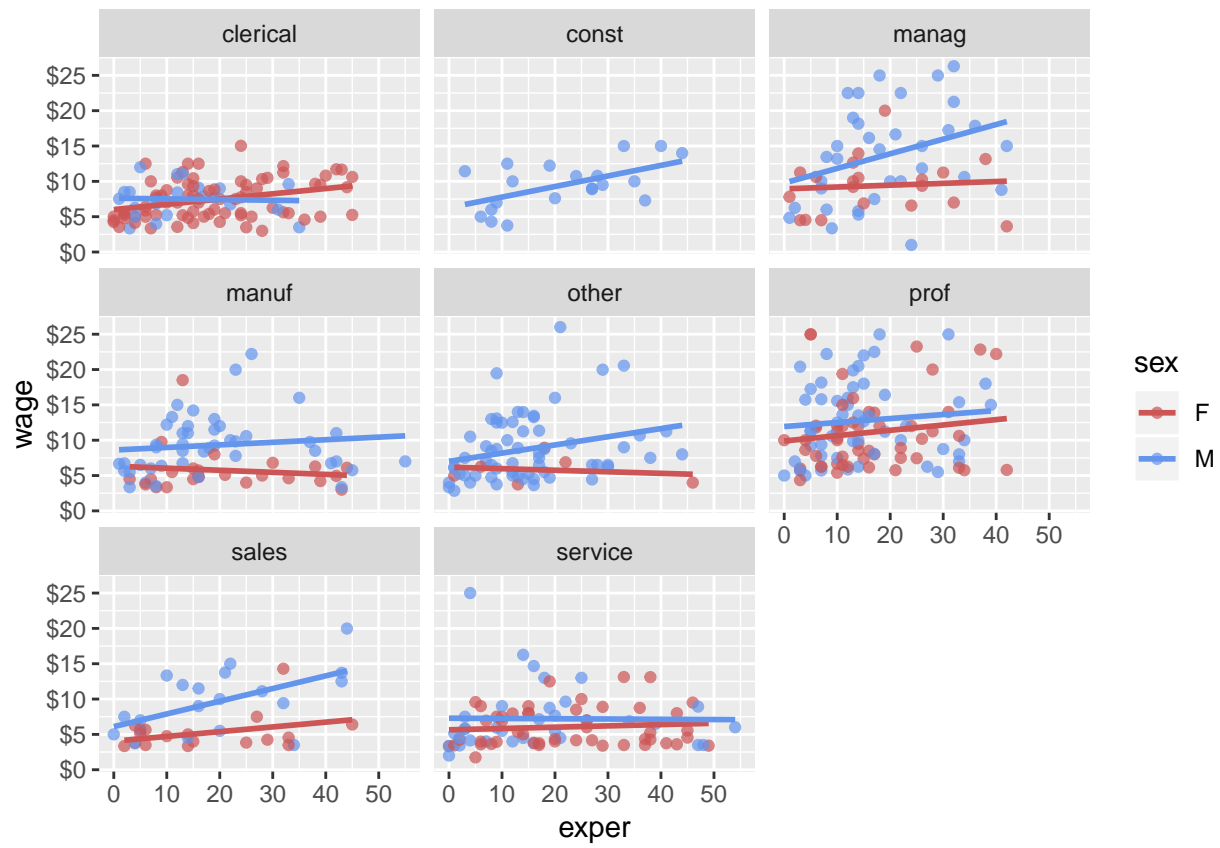 clerical const manag
$25
$20
$15
$10
$5
$0
manuf other prof
$25
$20
$15
$10
$5
$0
0 10 20 30 40 50
sales service
$25
$20
$15
$10
$5
$0
0 10 20 30 40 50 0 10 20 30 40 50
exper
wage
sex
F
M